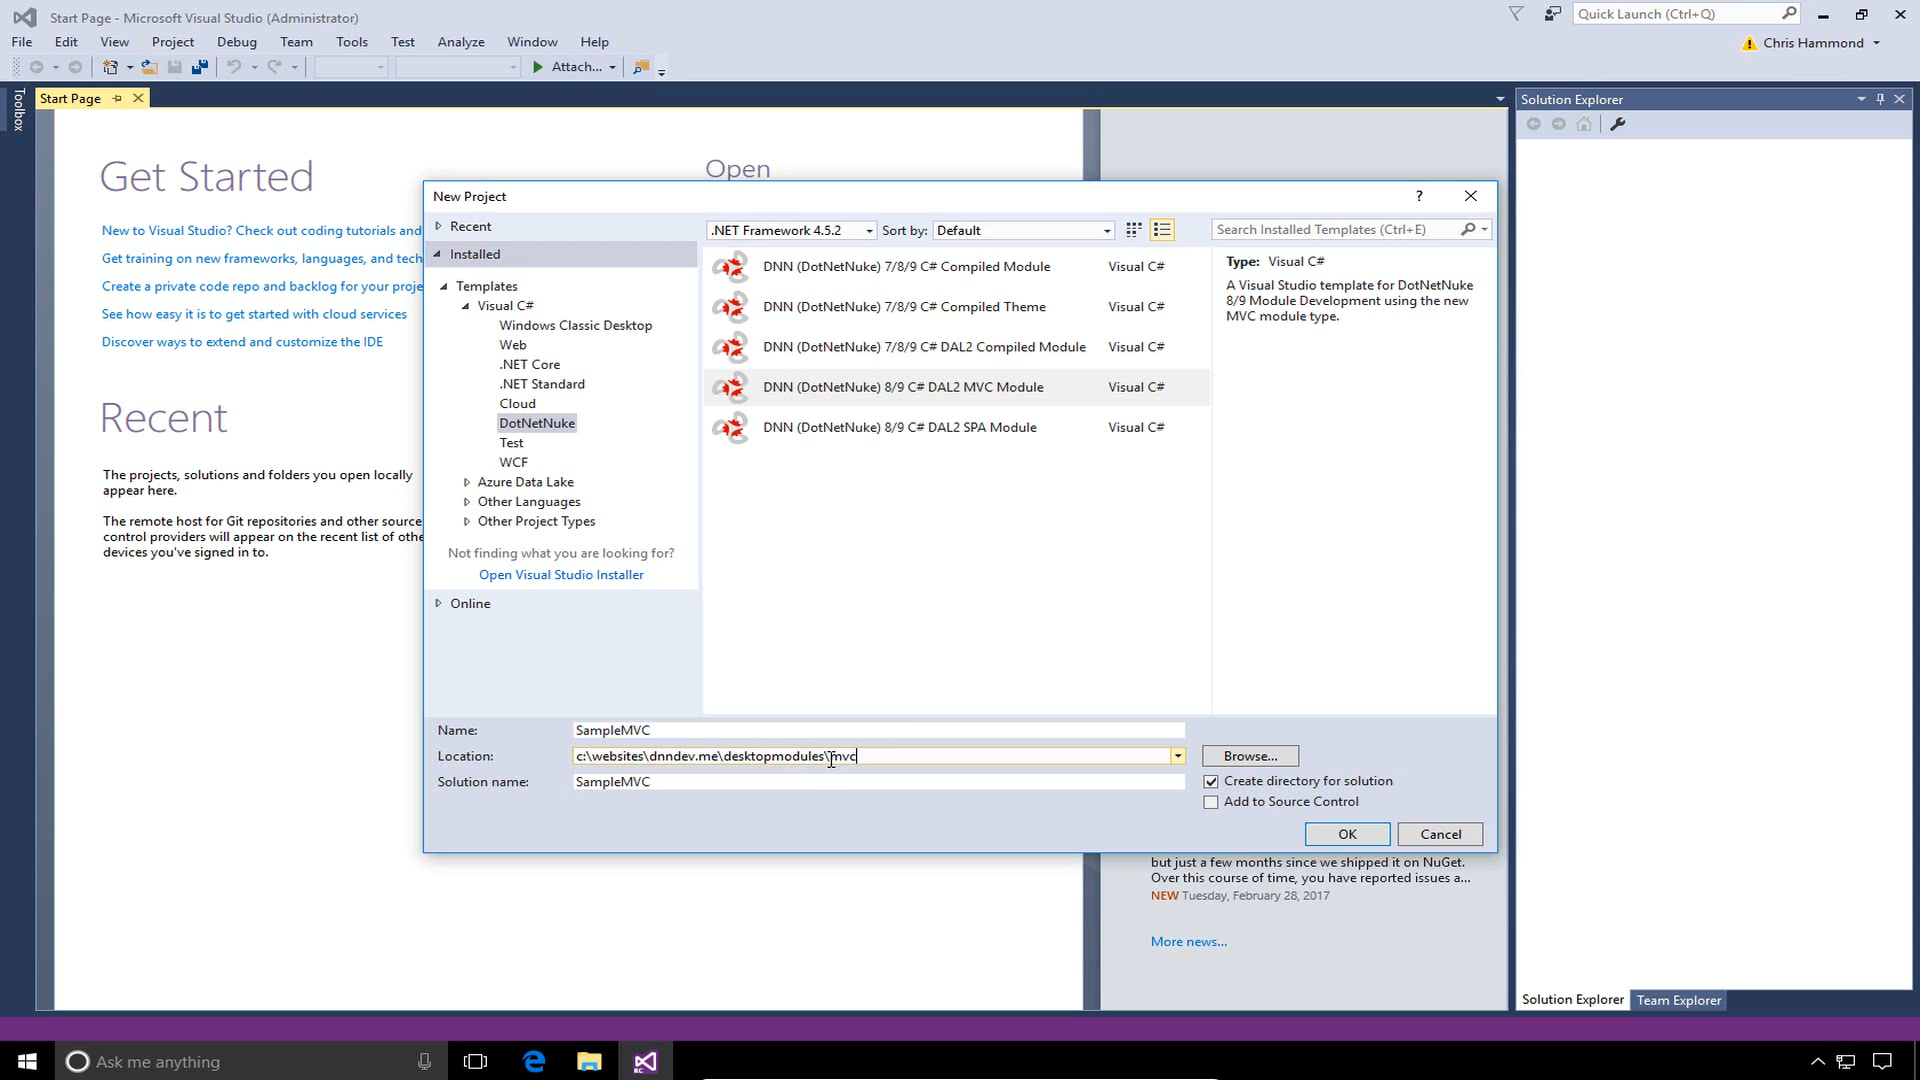 Start Page - Microsoft Visual Studio (Administrator)
Quick Launch (Ctrl+Q)
File Edit View Project Debug Team Tools Test Analyze Window Help
Chris Hammond
Attach...
Toolbox
Start Page
Solution Explorer
Get Started
Open
New to Visual Studio? Check out coding tutorials and
Get training on new frameworks, languages, and tech
Create a private code repo and backlog for your proje
See how easy it is to get started with cloud services
Discover ways to extend and customize the IDE
Recent
The projects, solutions and folders you open locally
appear here.
The remote host for Git repositories and other source
control providers will appear on the recent list of othe
devices you've signed in to.
New Project
?
Recent
.NET Framework 4.5.2
Sort by: Default
Search Installed Templates (Ctrl+E)
Installed
Templates
Visual C#
Windows Classic Desktop
Web
.NET Core
.NET Standard
Cloud
DotNetNuke
Test
WCF
Azure Data Lake
Other Languages
Other Project Types
Not finding what you are looking for?
Open Visual Studio Installer
Online
DNN (DotNetNuke) 7/8/9 C# Compiled Module Visual C#
DNN (DotNetNuke) 7/8/9 C# Compiled Theme Visual C#
DNN (DotNetNuke) 7/8/9 C# DAL2 Compiled Module Visual C#
DNN (DotNetNuke) 8/9 C# DAL2 MVC Module Visual C#
DNN (DotNetNuke) 8/9 C# DAL2 SPA Module Visual C#
Type: Visual C#
A Visual Studio template for DotNetNuke
8/9 Module Development using the new
MVC module type.
Name: SampleMVC
Location: c:\websites\dnndev.me\desktopmodules\mvc
Browse...
Solution name: SampleMVC
Create directory for solution
Add to Source Control
OK
Cancel
but just a few months since we shipped it on NuGet.
Over this course of time, you have reported issues a...
NEW Tuesday, February 28, 2017
More news...
Solution Explorer
Team Explorer
Ask me anything
RC